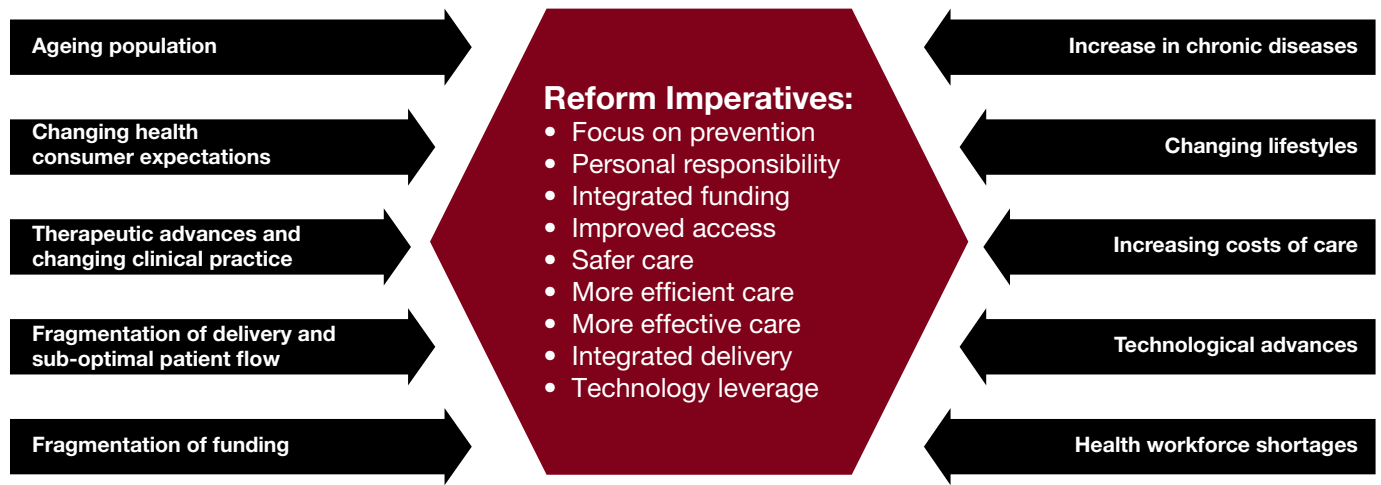 Ageing population
Changing health
consumer expectations
Therapeutic advances and
changing clinical practice
Fragmentation of delivery and
sub-optimal patient flow
Fragmentation of funding
Reform Imperatives:
• Focus on prevention
• Personal responsibility
• Integrated funding
• Improved access
• Safer care
• More efficient care
• More effective care
• Integrated delivery
• Technology leverage
Increase in chronic diseases
Changing lifestyles
Increasing costs of care
Technological advances
Health workforce shortages